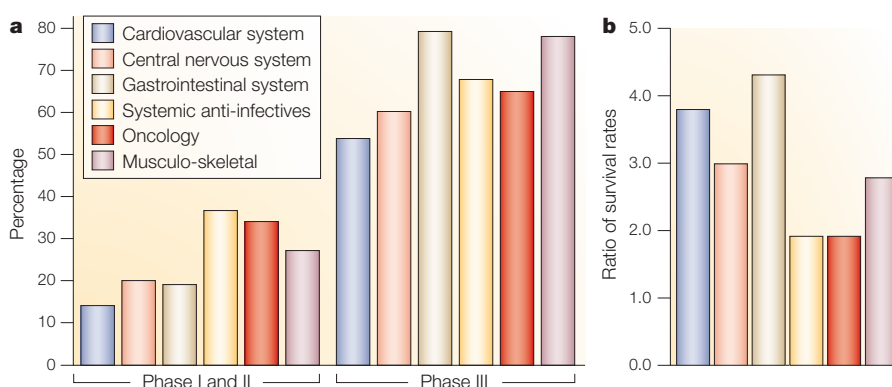 a
Percentage
80
70
60
50
40
30
20
10
0
Cardiovascular system
Central nervous system
Gastrointestinal system
Systemic anti-infectives
Oncology
Musculo-skeletal
Phase I and II
Phase III
b
Ratio of survival rates
5.0
4.0
3.0
2.0
1.0
0.0